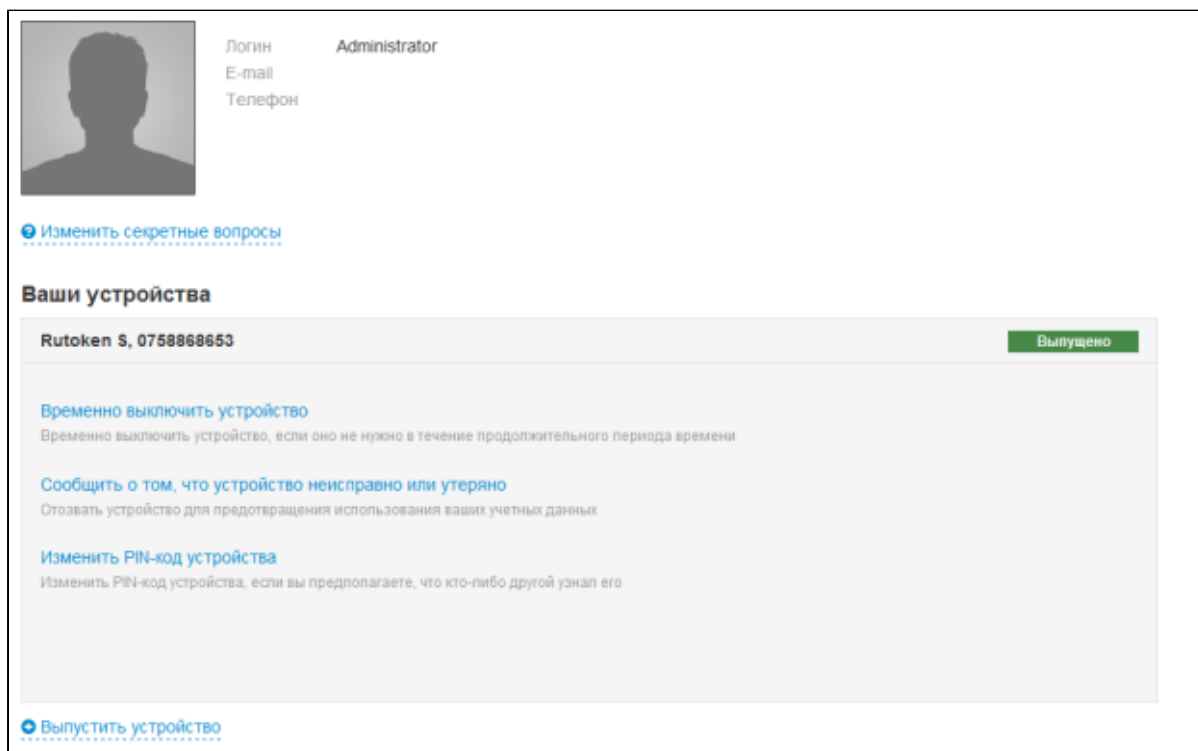 Логин Administrator
E-mail
Телефон
Изменить секретные вопросы
Ваши устройства
Rutoken S, 0758868653 Выпущено
Временно выключить устройство
Временно выключить устройство, если оно не нужно в течение продолжительного периода времени
Сообщить о том, что устройство неисправно или утеряно
Отозвать устройство для предотвращения использования ваших учетных данных
Изменить PIN-код устройства
Изменить PIN-код устройства, если вы предполагаете, что кто-либо другой узнал его
Выпустить устройство